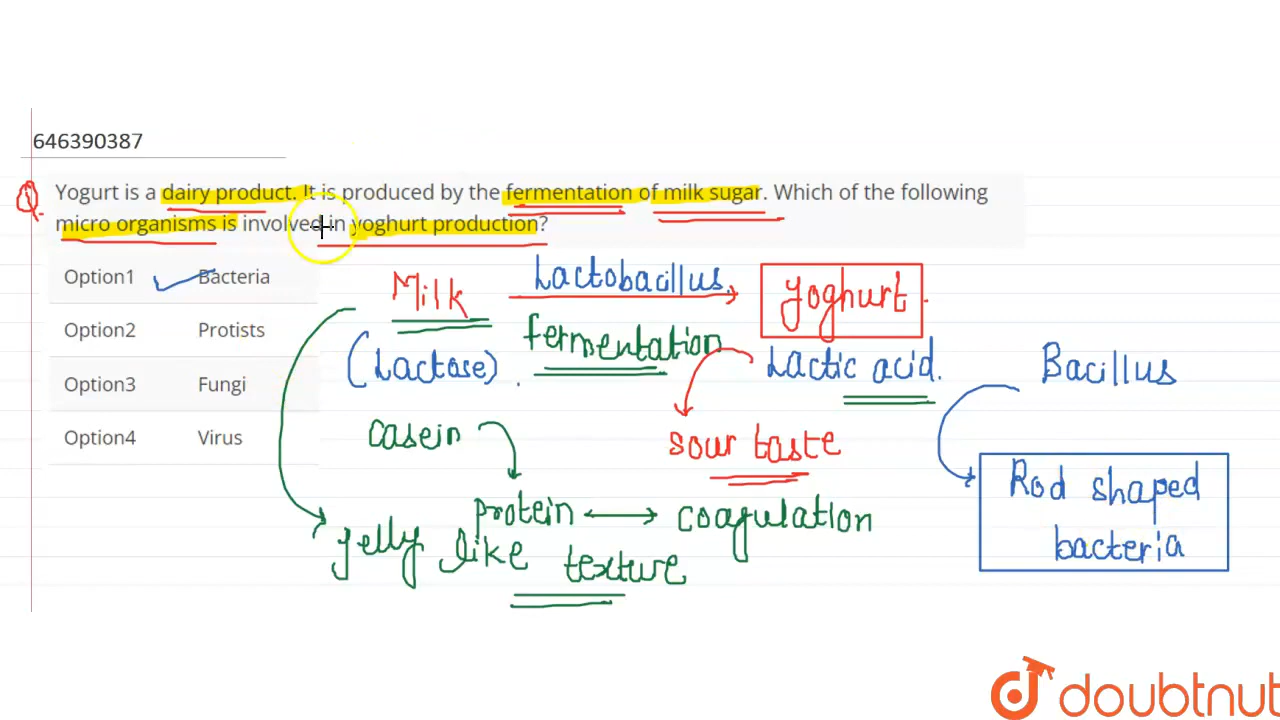 646390387
Q. Yogurt is a dairy product. It is produced by the fermentation of milk sugar. Which of the following
micro organisms is involved in yoghurt production?
Option1 Bacteria
Option2 Protists
Option3 Fungi
Option4 Virus
Milk Lactobacillus. Yoghurt.
fermentation
(Lactose) Lactic acid. Bacillus
casein sour taste
Rod shaped
protein coagulation
bacteria
Jelly like texture
doubtnut